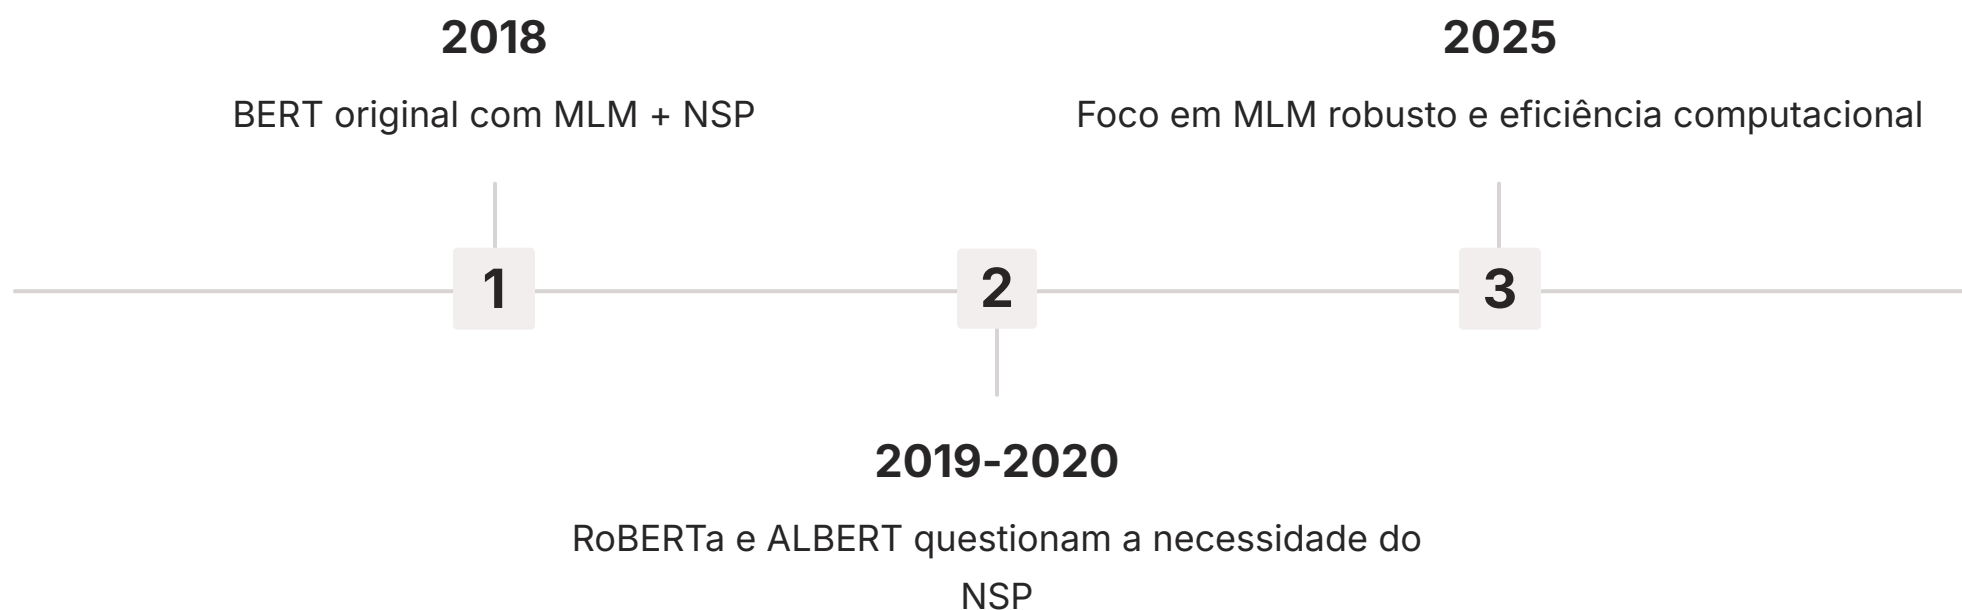 2018
BERT original com MLM + NSP
1
2
2019-2020
RoBERTa e ALBERT questionam a necessidade do
NSP
2025
Foco em MLM robusto e eficiência computacional
3